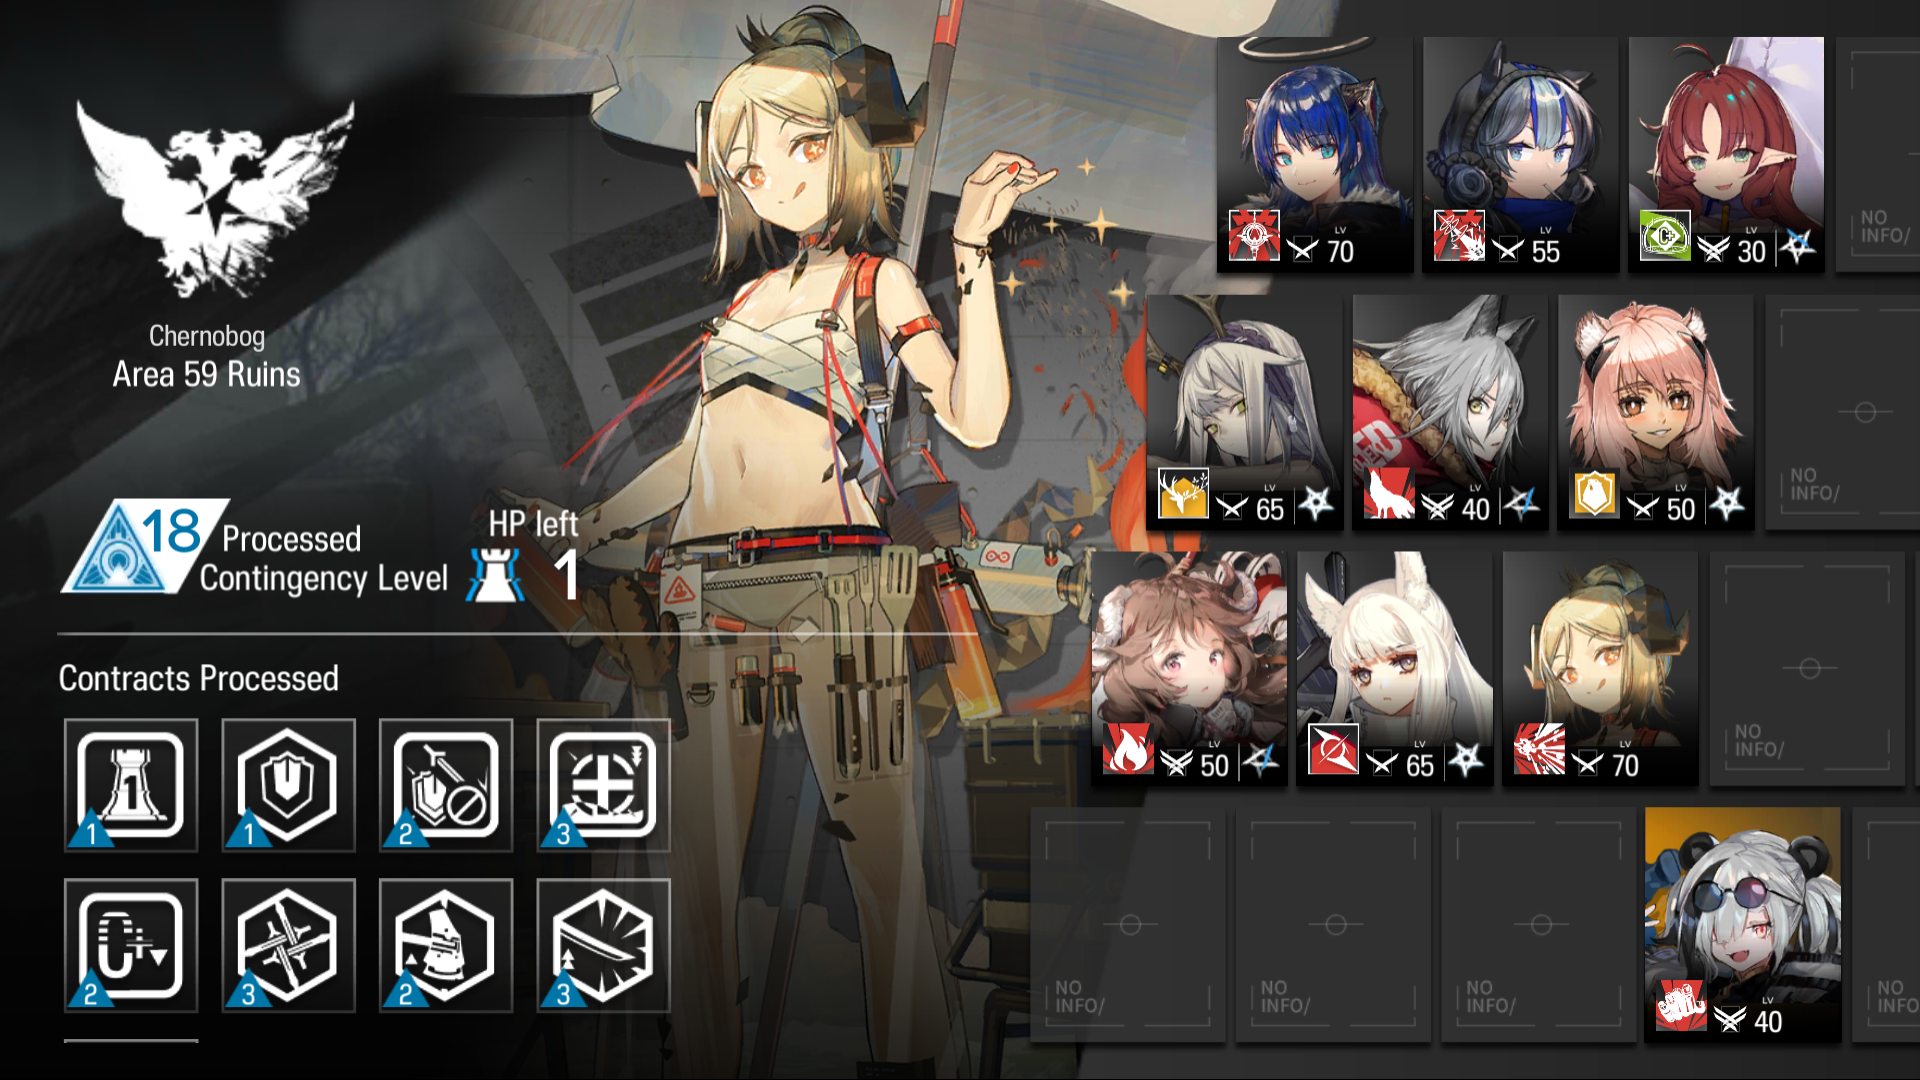 Chernobog
Area 59 Ruins
18
Processed
Contingency Level
HP left
1
Contracts Processed
1
1
1
2
3
2
3
2
3
LV
70
LV
55
C+
LV
30
NO
INFO/
LV
65
LV
40
LV
50
NO
INFO/
LV
50
LV
65
LV
70
NO
INFO/
NO
INFO/
NO
INFO/
NO
INFO/
LV
40
NO
INFO